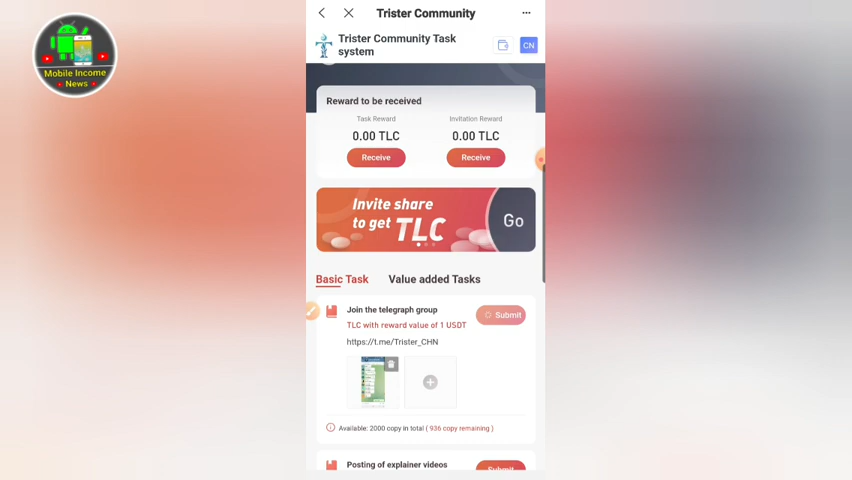 Trister Community
Mobile Income
News
Trister Community Task
system
CN
Reward to be received
Task Reward
Invitation Reward
0.00 TLC
0.00 TLC
Receive
Receive
Invite share
to get TLC
Go
Basic Task
Value added Tasks
Join the telegraph group
Submit
TLC with reward value of 1 USDT
https://t.me/Trister_CHN
Available: 2000 copy in total ( 936 copy remaining )
Posting of explainer videos
Submit